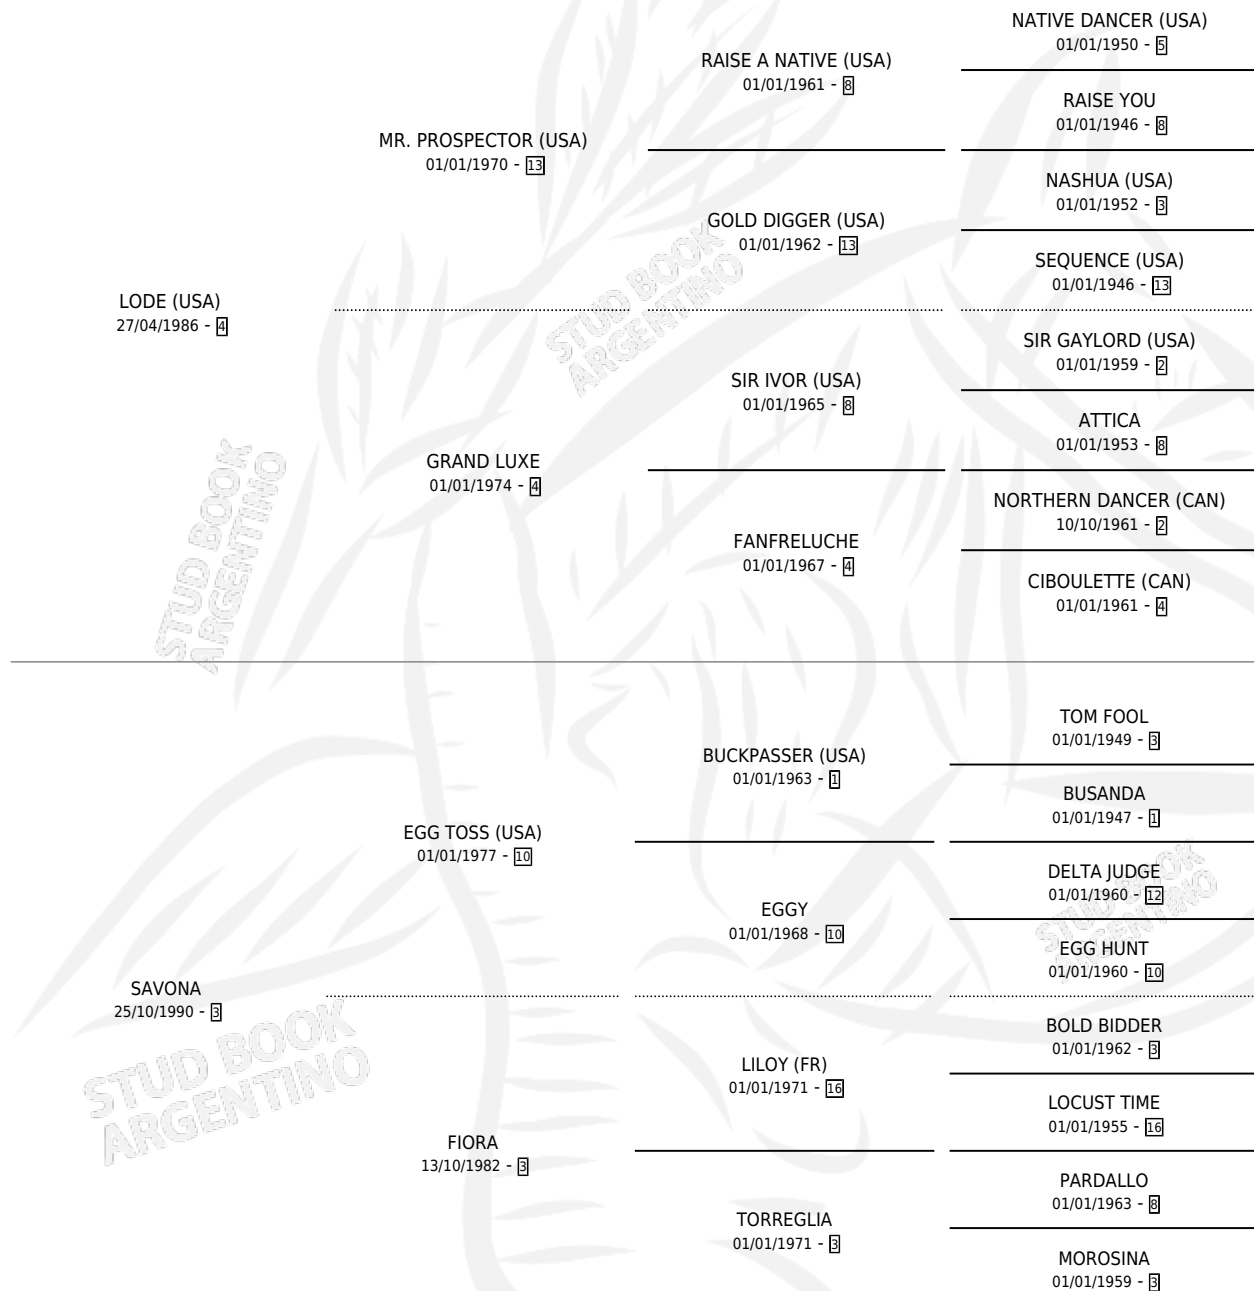 NATIVE DANCER (USA)
01/01/1950 - 5
RAISE A NATIVE (USA)
01/01/1961 - 8
RAISE YOU
01/01/1946 - 8
MR. PROSPECTOR (USA)
01/01/1970 - 13
NASHUA (USA)
01/01/1952 - 3
GOLD DIGGER (USA)
01/01/1962 - 13
SEQUENCE (USA)
01/01/1946 - 13
LODE (USA)
27/04/1986 - 4
STUD BOOK
ARGENTINO
SIR GAYLORD (USA)
01/01/1959 - 2
SIR IVOR (USA)
01/01/1965 - 8
ATTICA
01/01/1953 - 8
GRAND LUXE
01/01/1974 - 4
NORTHERN DANCER (CAN)
10/10/1961 - 2
FANFRELUCHE
01/01/1967 - 4
CIBOULETTE (CAN)
01/01/1961 - 4
STUD BOOK
ARGENTINO
TOM FOOL
01/01/1949 - 3
BUCKPASSER (USA)
01/01/1963 - 1
BUSANDA
01/01/1947 - 1
EGG TOSS (USA)
01/01/1977 - 10
DELTA JUDGE
01/01/1960 - 12
EGGY
01/01/1968 - 10
STUD BOOK
ARGENTINO
EGG HUNT
01/01/1960 - 10
SAVONA
25/10/1990 - 3
STUD BOOK
ARGENTINO
BOLD BIDDER
01/01/1962 - 3
LILOY (FR)
01/01/1971 - 16
LOCUST TIME
01/01/1955 - 16
FIORA
13/10/1982 - 3
PARDALLO
01/01/1963 - 8
TORREGLIA
01/01/1971 - 3
MOROSINA
01/01/1959 - 3